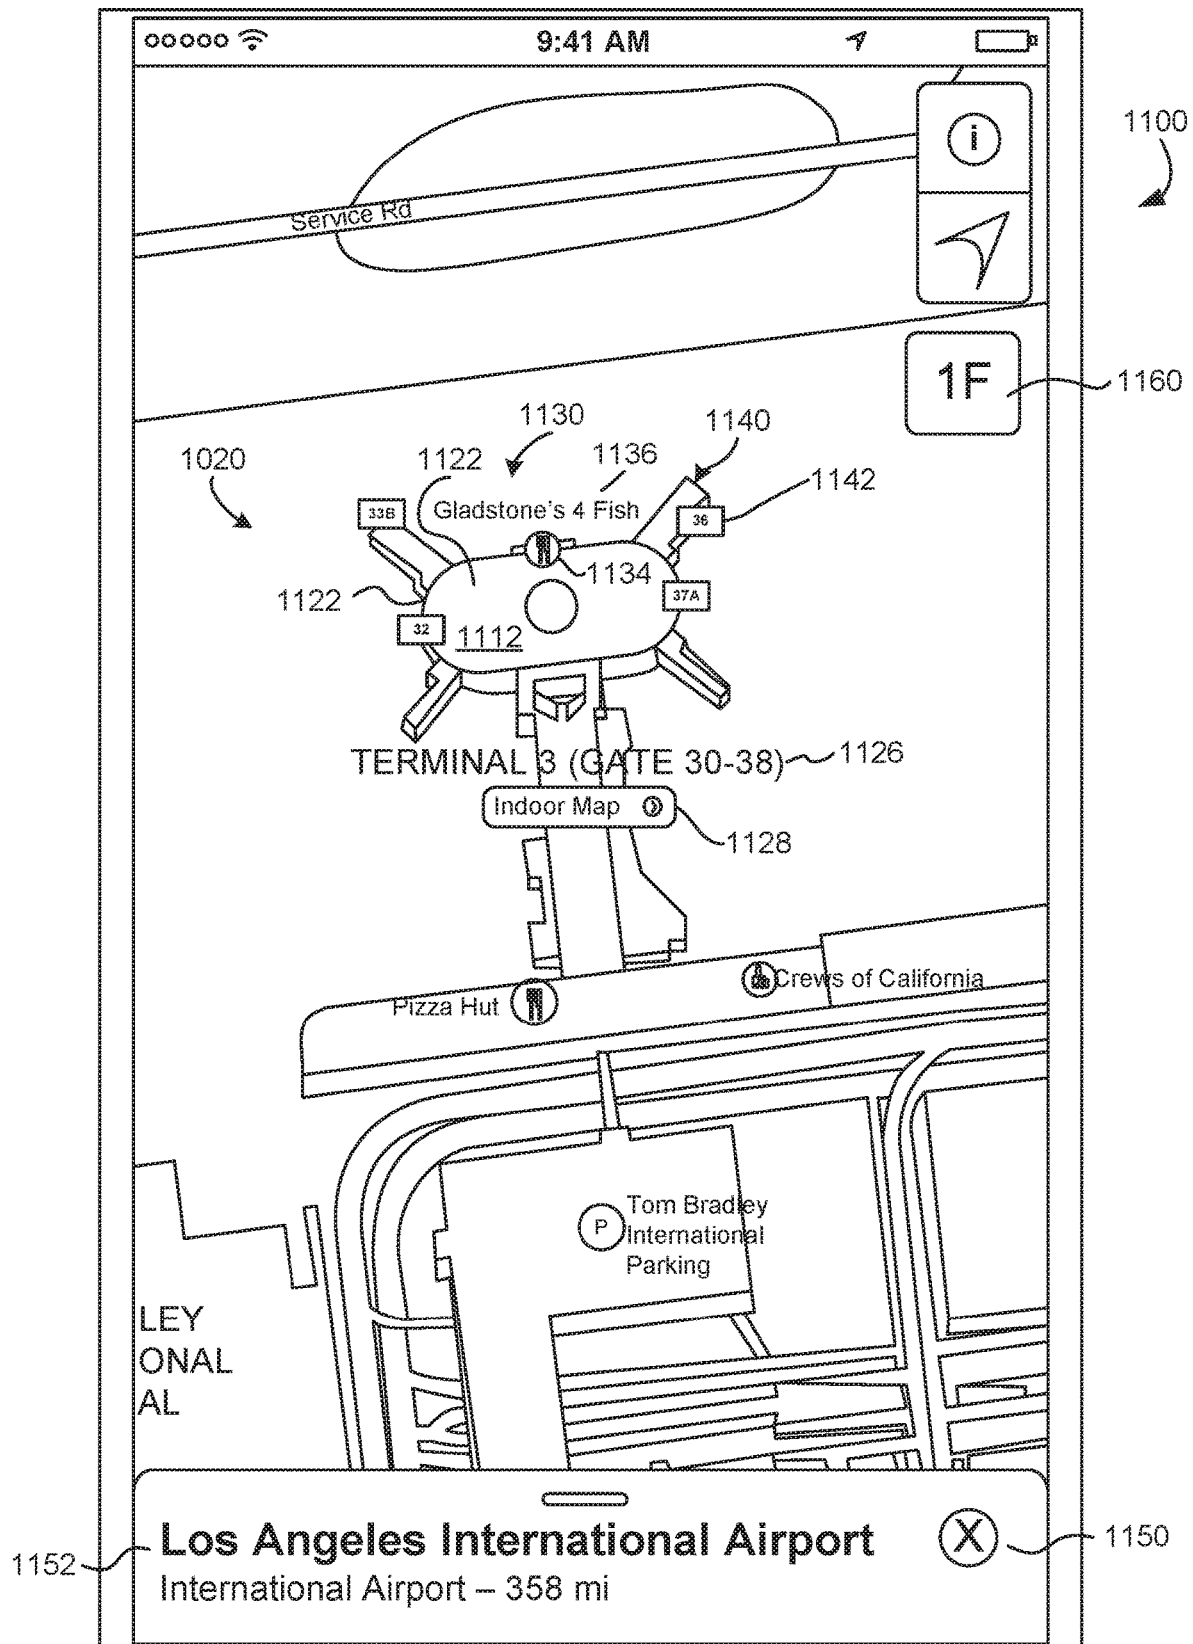 9:41 AM
i
1100
Service Rd
1F
1160
1130
1140
1020
1122
1136
1142
33B
Gladstone's 4 Fish
36
1134
1122
37A
32
1112
TERMINAL 3 (GATE 30-38)
1126
Indoor Map
1128
Crews of California
Pizza Hut
P
Tom Bradley
International
Parking
LEY
ONAL
AL
Los Angeles International Airport
X
1150
1152
International Airport – 358 mi